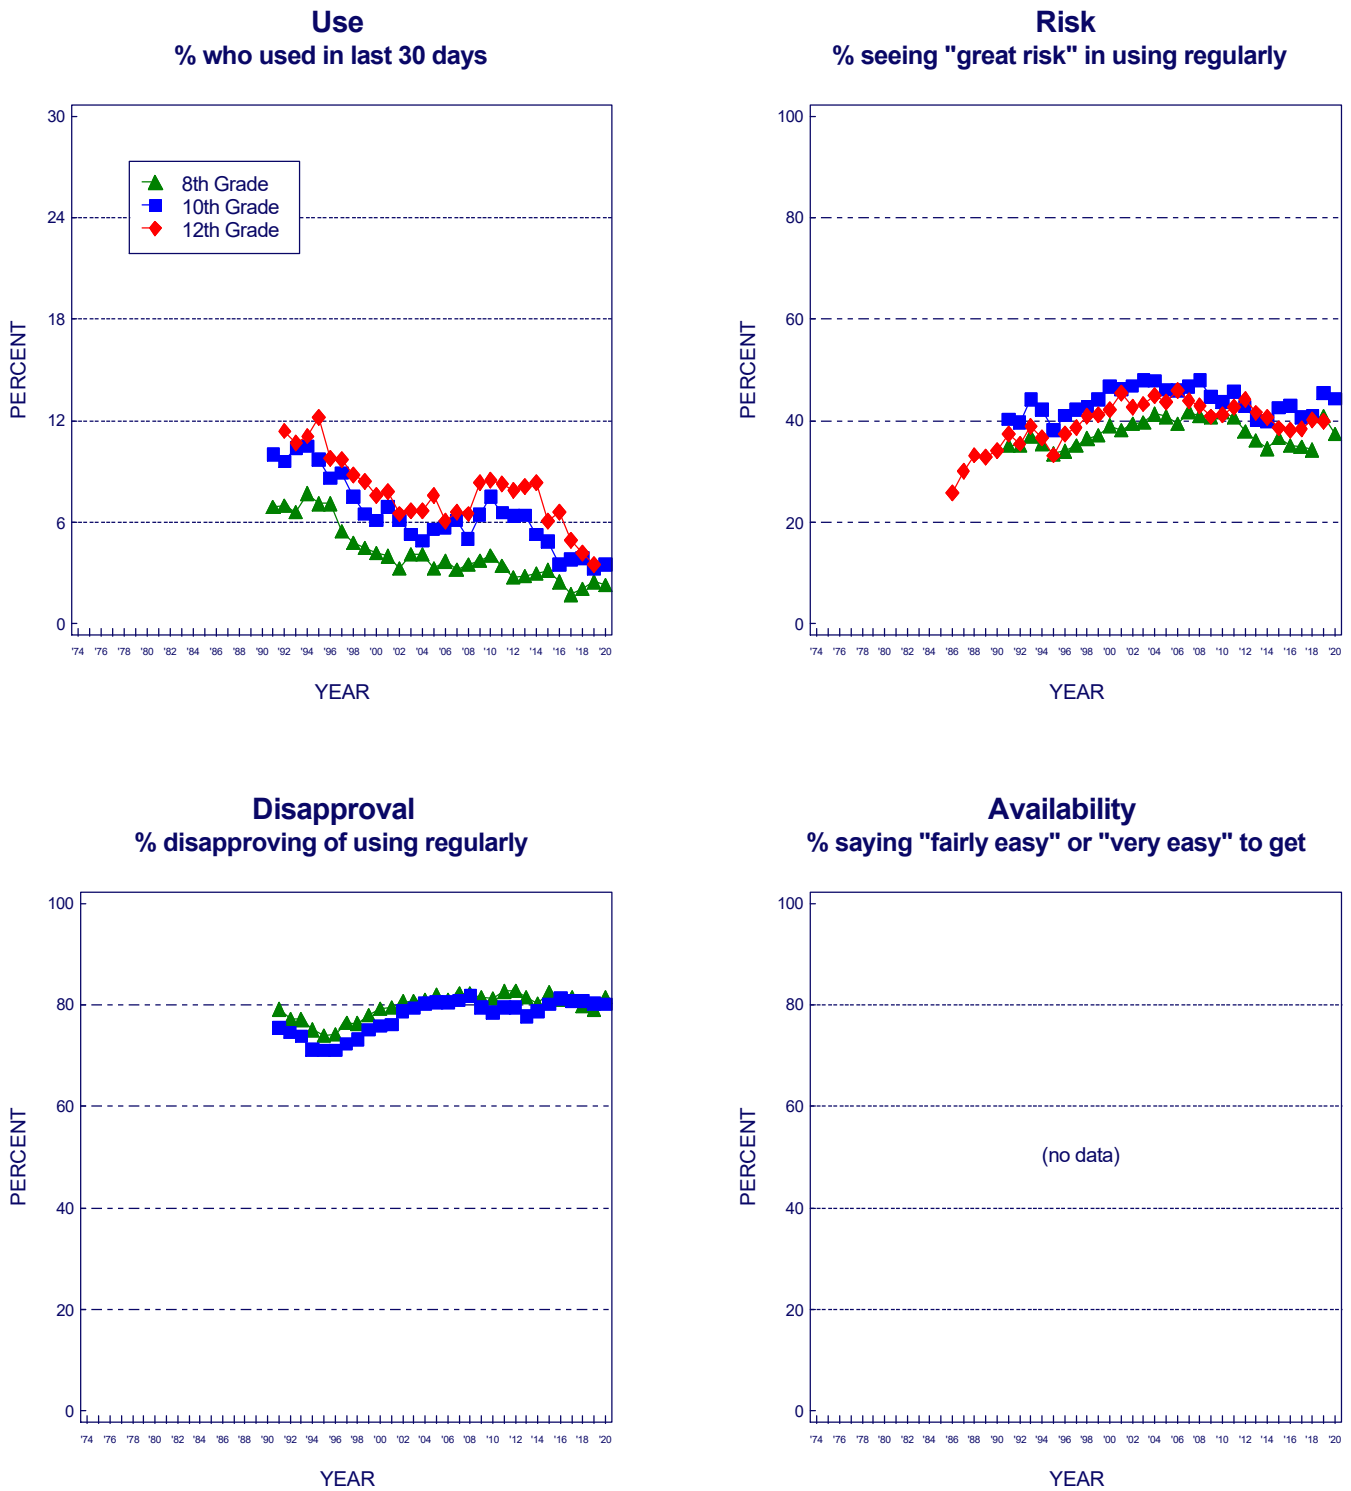 Use
% who used in last 30 days
30
24
18
12
6
0
PERCENT
8th Grade
10th Grade
12th Grade
'74 '76 '78 '80 '82 '84 '86 '88 '90 '92 '94 '96 '98 '00 '02 '04 '06 '08 '10 '12 '14 '16 '18 '20
YEAR
Risk
% seeing "great risk" in using regularly
100
80
60
40
20
0
PERCENT
'74 '76 '78 '80 '82 '84 '86 '88 '90 '92 '94 '96 '98 '00 '02 '04 '06 '08 '10 '12 '14 '16 '18 '20
YEAR
Disapproval
% disapproving of using regularly
100
80
60
40
20
0
PERCENT
'74 '76 '78 '80 '82 '84 '86 '88 '90 '92 '94 '96 '98 '00 '02 '04 '06 '08 '10 '12 '14 '16 '18 '20
YEAR
Availability
% saying "fairly easy" or "very easy" to get
100
80
60
40
20
0
PERCENT
(no data)
'74 '76 '78 '80 '82 '84 '86 '88 '90 '92 '94 '96 '98 '00 '02 '04 '06 '08 '10 '12 '14 '16 '18 '20
YEAR